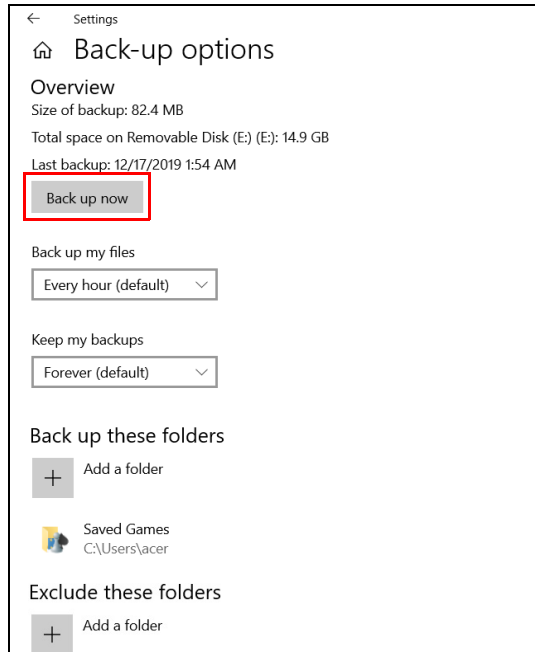 Settings
Back-up options
Overview
Size of backup: 82.4 MB
Total space on Removable Disk (E:) (E:): 14.9 GB
Last backup: 12/17/2019 1:54 AM
Back up now
Back up my files
Every hour (default)
Keep my backups
Forever (default)
Back up these folders
Add a folder
Saved Games
C:\Users\acer
Exclude these folders
Add a folder